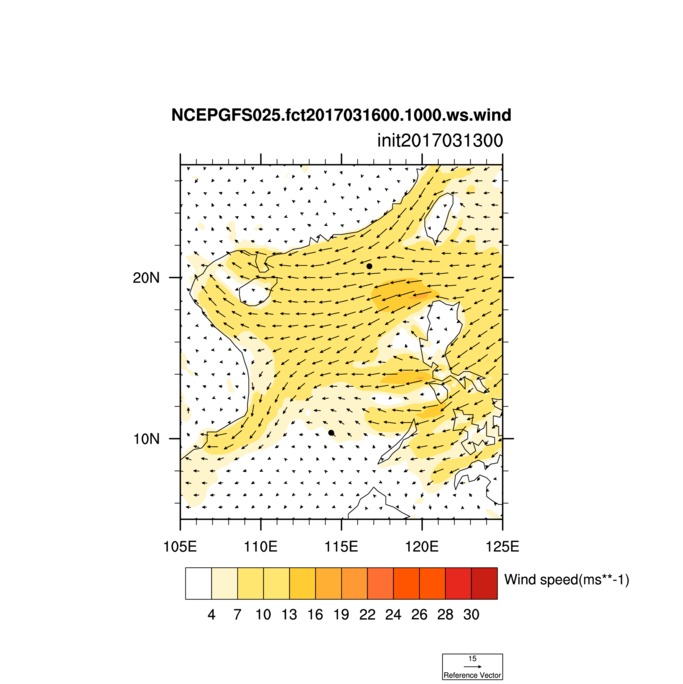 NCEPGFS025.fct2017031600.1000.ws.wind
init2017031300
20N
10N
105E 110E 115E 120E 125E
Wind speed(ms**-1)
4 7 10 13 16 19 22 24 26 28 30
15
Reference Vector